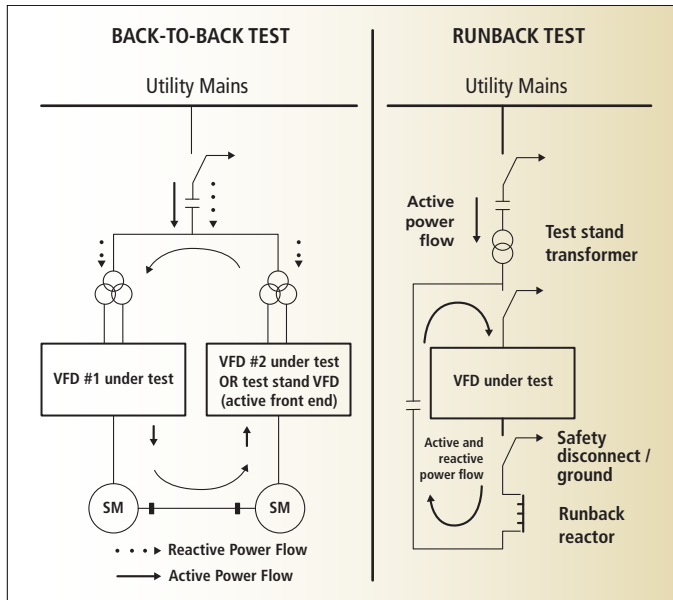 BACK-TO-BACK TEST
Utility Mains
VFD #1 under test
VFD #2 under test
OR test stand VFD
(active front end)
SM
SM
Reactive Power Flow
Active Power Flow
RUNBACK TEST
Utility Mains
Active
power
flow
Test stand
transformer
VFD under test
Active and
reactive
power flow
Safety
disconnect /
ground
Runback
reactor